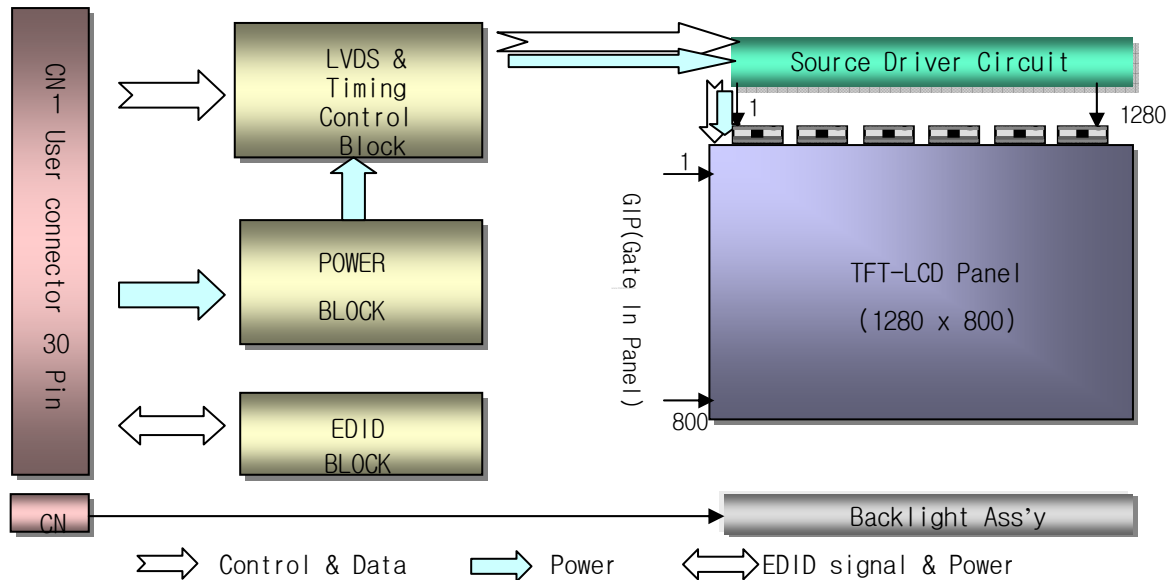 CN-1 User connector 30 Pin
LVDS &
Timing
Control
Block
Source Driver Circuit
1
1280
1
GIP(Gate In Panel)
800
TFT-LCD Panel
(1280 x 800)
POWER
BLOCK
EDID
BLOCK
CN
Backlight Ass'y
Control & Data
Power
EDID signal & Power